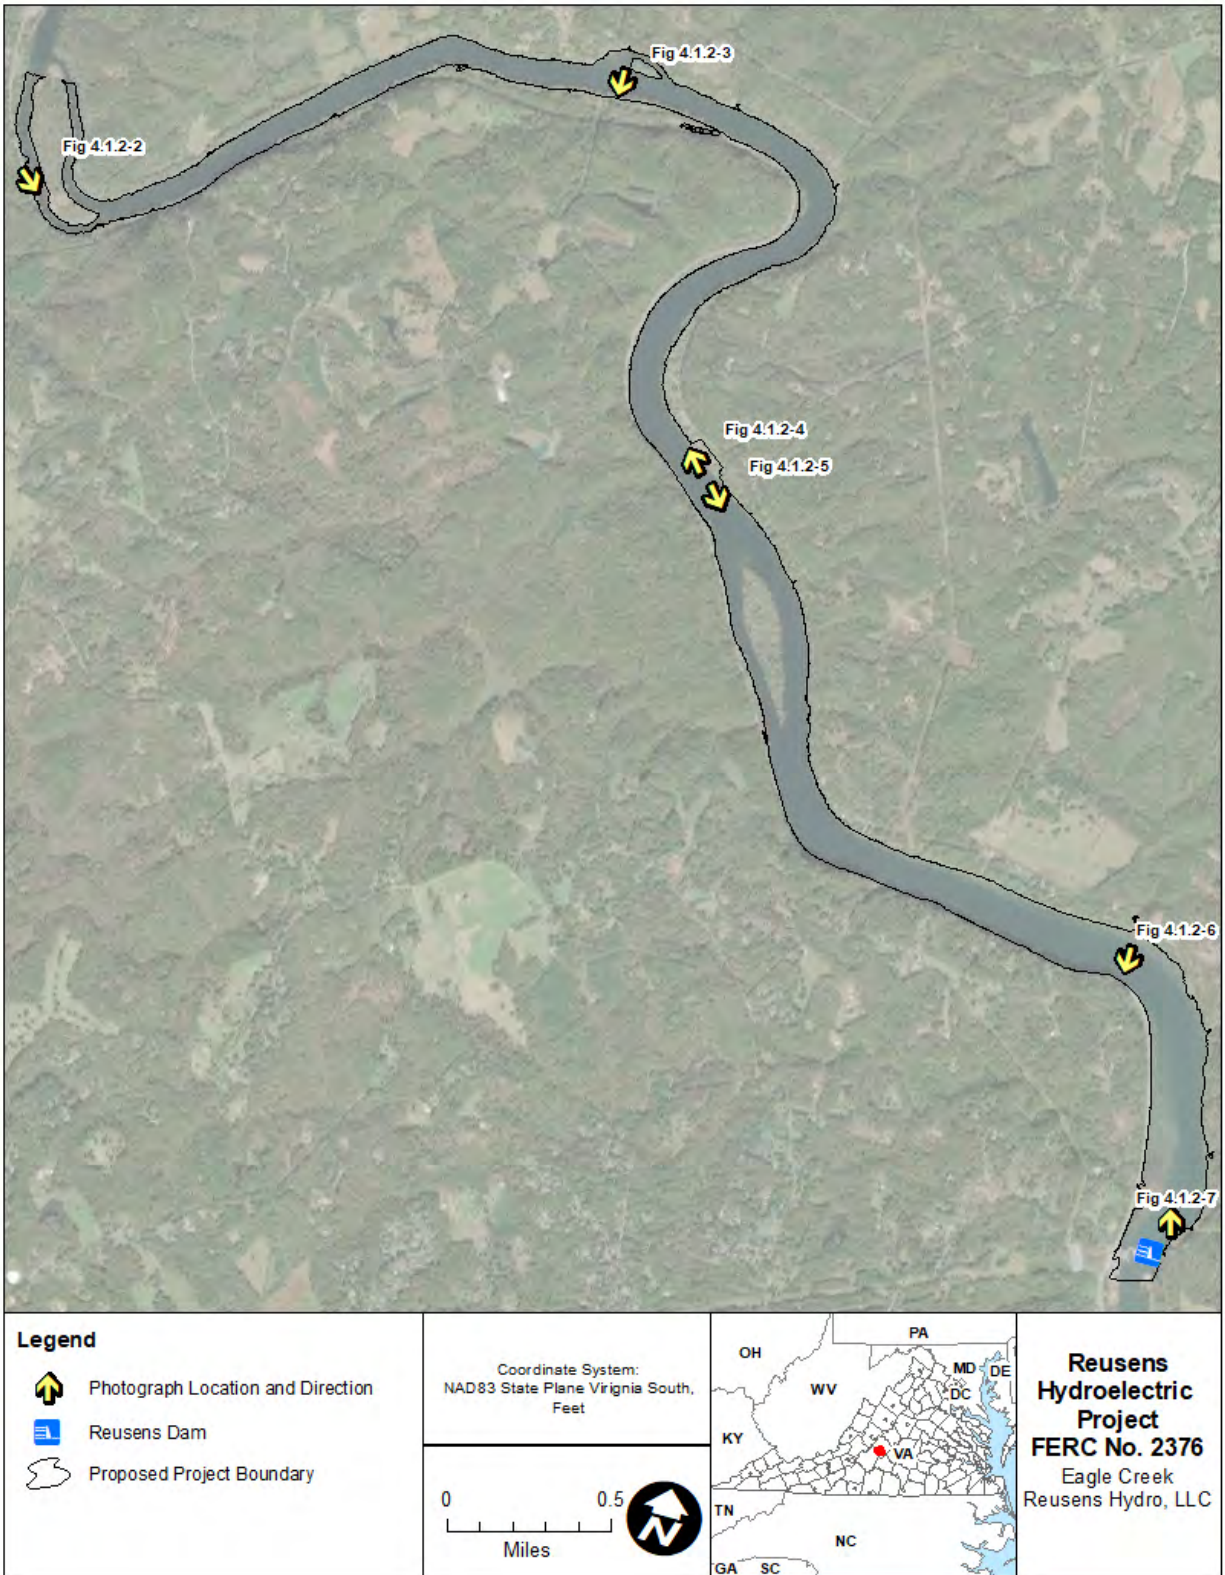 Fig 4.1.2-3
Fig 4.1.2-2
Fig 4.1.2-4
Fig 4.1.2-5
Fig 4.1.2-6
Fig 4.1.2-7
Legend
Photograph Location and Direction
Reusens Dam
Proposed Project Boundary
Coordinate System:
NAD83 State Plane Virignia South,
Feet
0 0.5
Miles
N
PA
OH
MD
DE
WV
DC
KY
VA
TN
NC
GA
SC
Reusens
Hydroelectric
Project
FERC No. 2376
Eagle Creek
Reusens Hydro, LLC